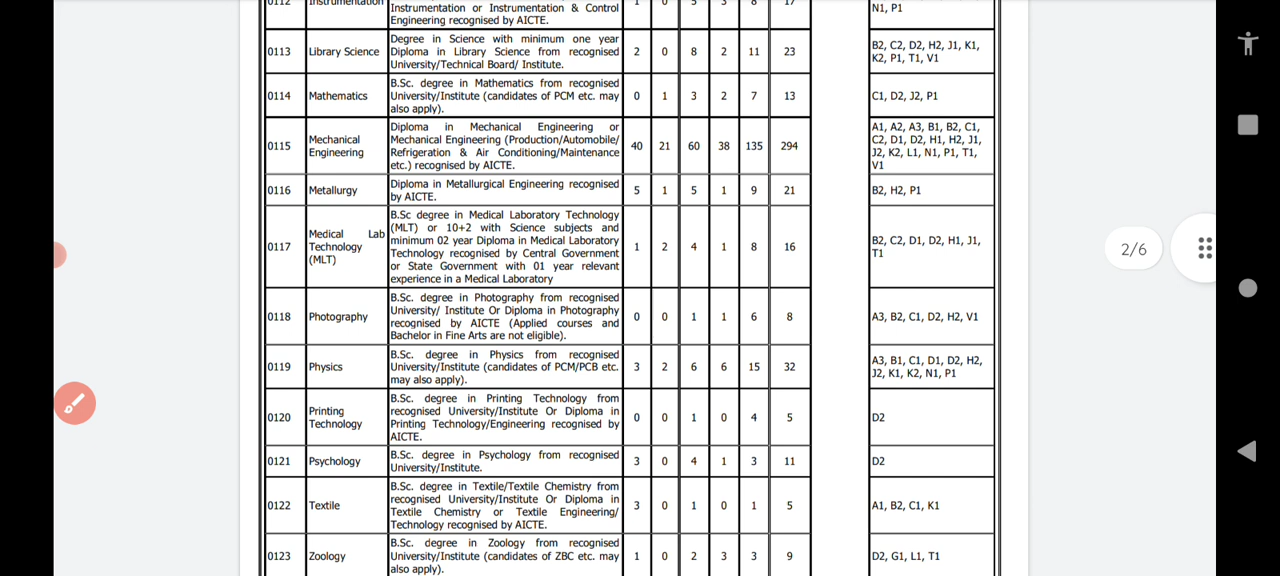 0112 Instrumentation Instrumentation or Instrumentation & Control Engineering recognised by AICTE. 1 0 5 3 8 17 N1, P1
0113 Library Science Degree in Science with minimum one year Diploma in Library Science from recognised University/Technical Board/ Institute. 2 0 8 2 11 23 B2, C2, D2, H2, J1, K1, K2, P1, T1, V1
0114 Mathematics B.Sc. degree in Mathematics from recognised University/Institute (candidates of PCM etc. may also apply). 0 1 3 2 7 13 C1, D2, J2, P1
0115 Mechanical Engineering Diploma in Mechanical Engineering or Mechanical Engineering (Production/Automobile/ Refrigeration & Air Conditioning/Maintenance etc.) recognised by AICTE. 40 21 60 38 135 294 A1, A2, A3, B1, B2, C1, C2, D1, D2, H1, H2, J1, J2, K2, L1, N1, P1, T1, V1
0116 Metallurgy Diploma in Metallurgical Engineering recognised by AICTE. 5 1 5 1 9 21 B2, H2, P1
0117 Medical Lab Technology (MLT) B.Sc degree in Medical Laboratory Technology (MLT) or 10+2 with Science subjects and minimum 02 year Diploma in Medical Laboratory Technology recognised by Central Government or State Government with 01 year relevant experience in a Medical Laboratory 1 2 4 1 8 16 B2, C2, D1, D2, H1, J1, T1
2/6
0118 Photography B.Sc. degree in Photography from recognised University/ Institute Or Diploma in Photography recognised by AICTE (Applied courses and Bachelor in Fine Arts are not eligible). 0 0 1 1 6 8 A3, B2, C1, D2, H2, V1
0119 Physics B.Sc. degree in Physics from recognised University/Institute (candidates of PCM/PCB etc. may also apply). 3 2 6 6 15 32 A3, B1, C1, D1, D2, H2, J2, K1, K2, N1, P1
0120 Printing Technology B.Sc. degree in Printing Technology from recognised University/Institute Or Diploma in Printing Technology/Engineering recognised by AICTE. 0 0 1 0 4 5 D2
0121 Psychology B.Sc. degree in Psychology from recognised University/Institute. 3 0 4 1 3 11 D2
0122 Textile B.Sc. degree in Textile/Textile Chemistry from recognised University/Institute Or Diploma in Textile Chemistry or Textile Engineering/ Technology recognised by AICTE. 3 0 1 0 1 5 A1, B2, C1, K1
0123 Zoology B.Sc. degree in Zoology from recognised University/Institute (candidates of ZBC etc. may also apply). 1 0 2 3 3 9 D2, G1, L1, T1